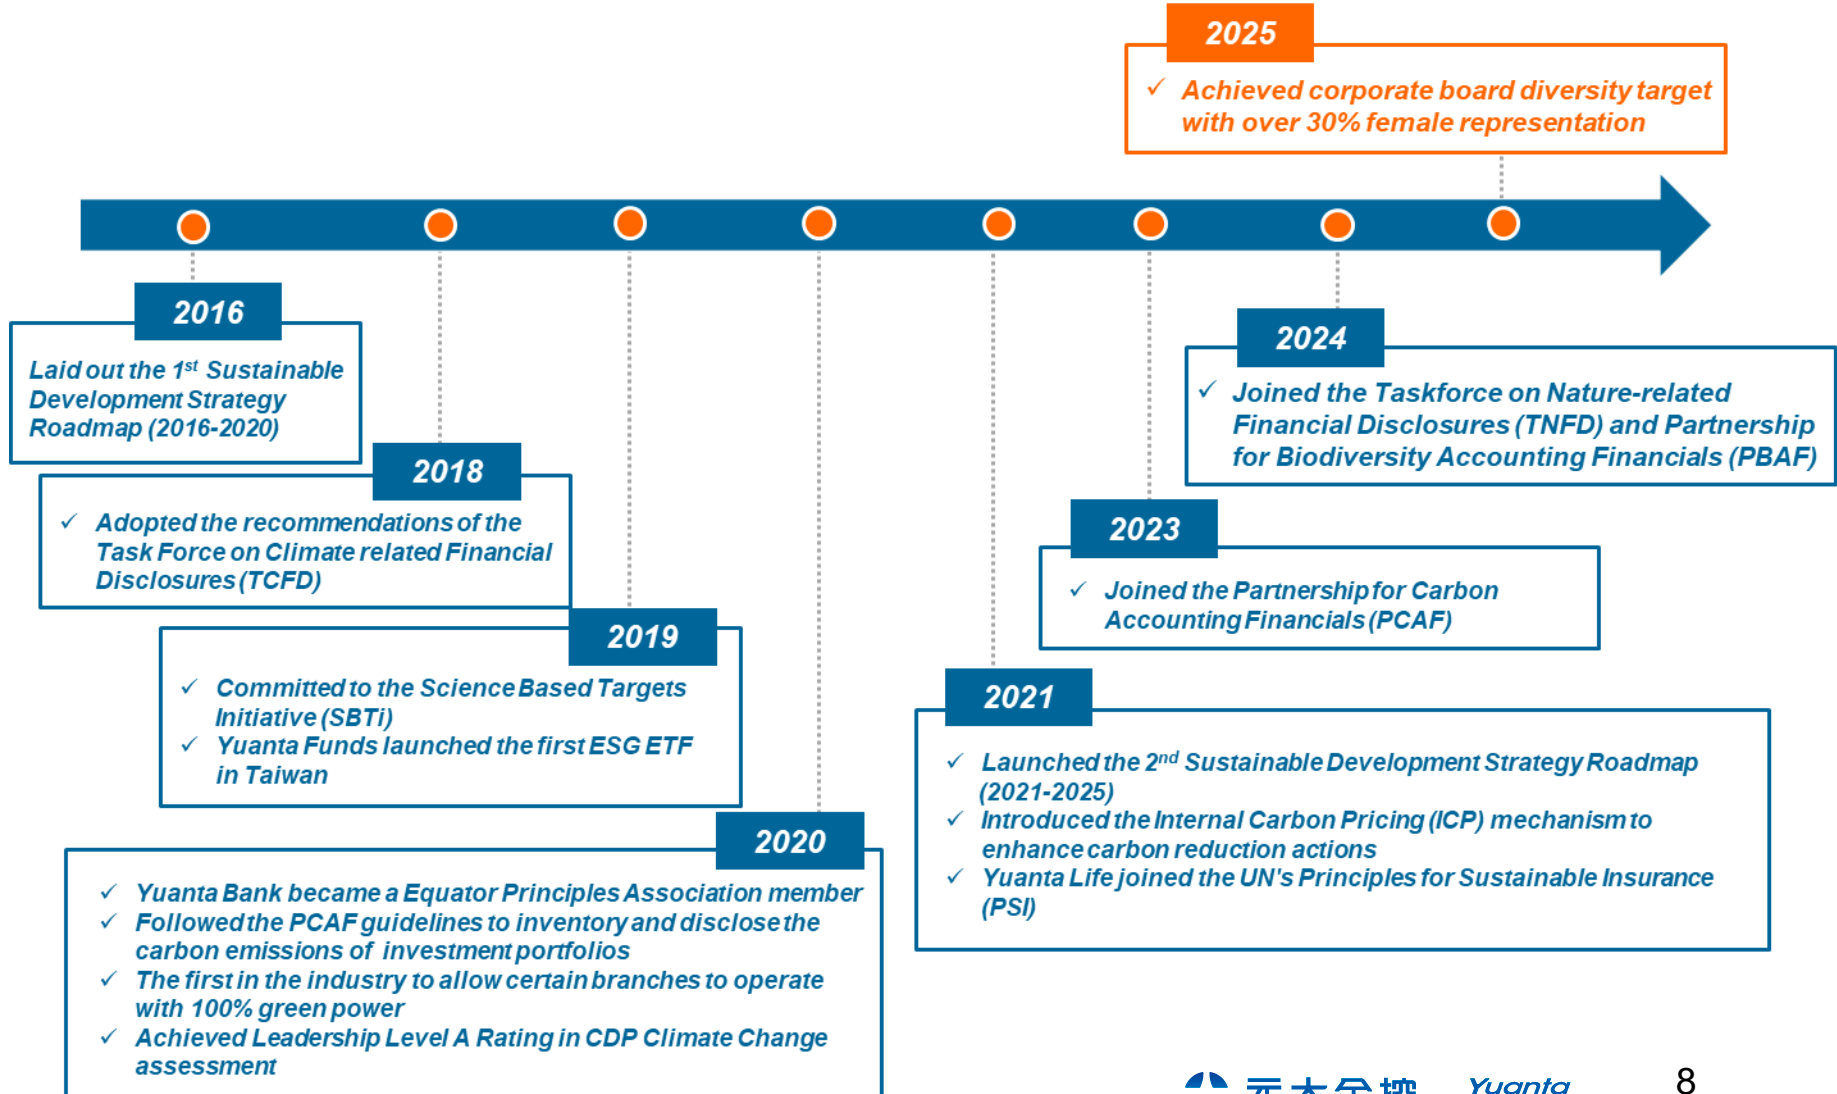 2025
✓ Achieved corporate board diversity target
with over 30% female representation
2016
Laid out the 1st Sustainable
Development Strategy
Roadmap (2016-2020)
2018
✓ Adopted the recommendations of the
Task Force on Climate related Financial
Disclosures (TCFD)
2019
✓ Committed to the Science Based Targets
Initiative (SBTi)
✓ Yuanta Funds launched the first ESG ETF
in Taiwan
2020
✓ Yuanta Bank became a Equator Principles Association member
✓ Followed the PCAF guidelines to inventory and disclose the
carbon emissions of investment portfolios
✓ The first in the industry to allow certain branches to operate
with 100% green power
✓ Achieved Leadership Level A Rating in CDP Climate Change
assessment
2021
✓ Launched the 2nd Sustainable Development Strategy Roadmap
(2021-2025)
✓ Introduced the Internal Carbon Pricing (ICP) mechanism to
enhance carbon reduction actions
✓ Yuanta Life joined the UN's Principles for Sustainable Insurance
(PSI)
2023
✓ Joined the Partnership for Carbon
Accounting Financials (PCAF)
2024
✓ Joined the Taskforce on Nature-related
Financial Disclosures (TNFD) and Partnership
for Biodiversity Accounting Financials (PBAF)
元大金控 Yuanta
8